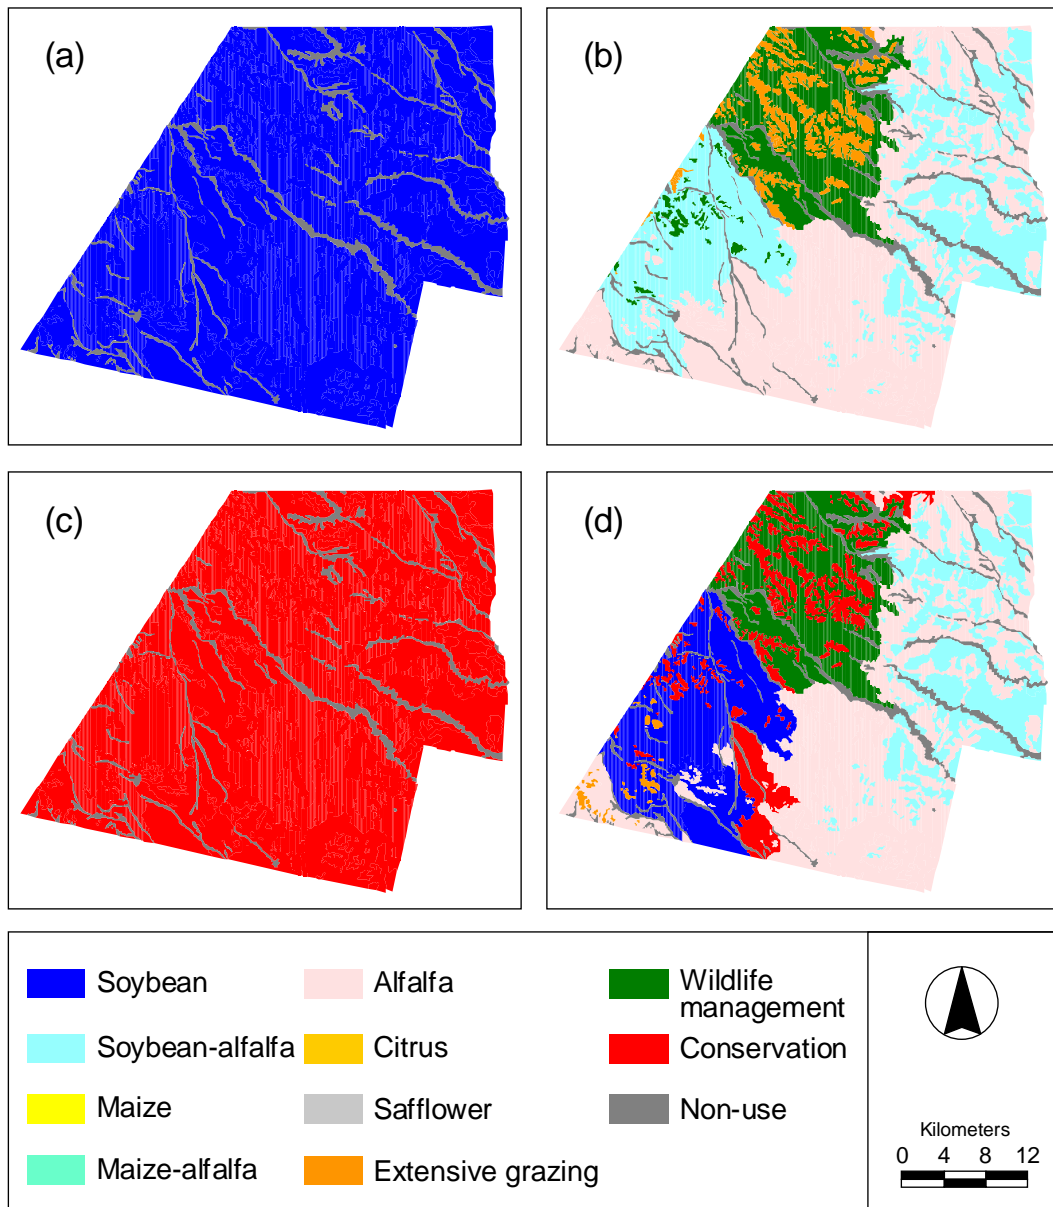 (a)
(b)
(c)
(d)
Soybean
Soybean-alfalfa
Maize
Maize-alfalfa
Alfalfa
Citrus
Safflower
Extensive grazing
Wildlife
management
Conservation
Non-use
Kilometers
0 4 8 12